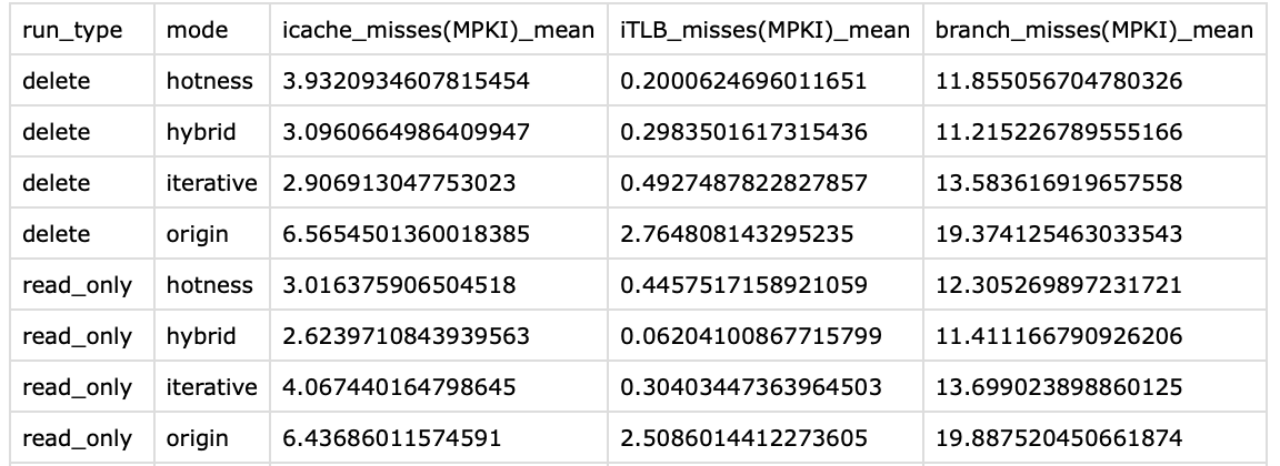 run_type mode icache_misses(MPKI)_mean iTLB_misses(MPKI)_mean branch_misses(MPKI)_mean
delete hotness 3.9320934607815454 0.2000624696011651 11.855056704780326
delete hybrid 3.0960664986409947 0.2983501617315436 11.215226789555166
delete iterative 2.906913047753023 0.4927487822827857 13.583616919657558
delete origin 6.5654501360018385 2.764808143295235 19.374125463033543
read_only hotness 3.016375906504518 0.4457517158921059 12.305269897231721
read_only hybrid 2.6239710843939563 0.06204100867715799 11.411166790926206
read_only iterative 4.067440164798645 0.30403447363964503 13.699023898860125
read_only origin 6.43686011574591 2.5086014412273605 19.887520450661874